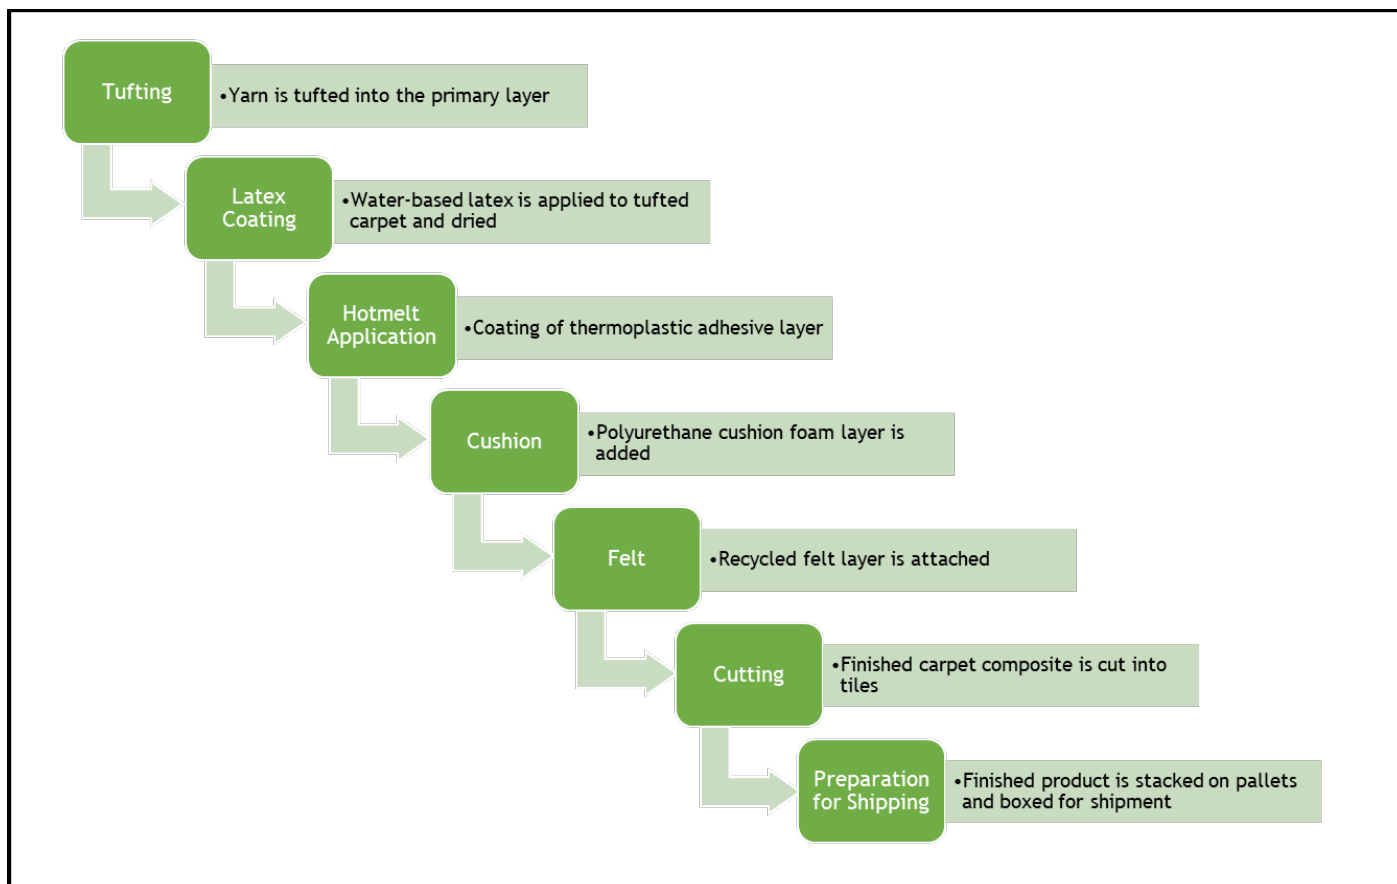 Tufting
•Yarn is tufted into the primary layer
Latex
Coating
•Water-based latex is applied to tufted
carpet and dried
Hotmelt
Application
•Coating of thermoplastic adhesive layer
Cushion
•Polyurethane cushion foam layer is
added
Felt
•Recycled felt layer is attached
Cutting
•Finished carpet composite is cut into
tiles
Preparation
for Shipping
•Finished product is stacked on pallets
and boxed for shipment